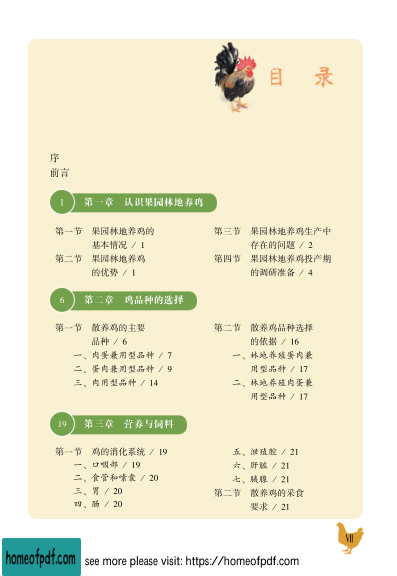 目 录
序
前言
1 第一章 认识果园林地养鸡
第一节 果园林地养鸡的
基本情况 / 1
第二节 果园林地养鸡
的优势 / 1
第三节 果园林地养鸡生产中
存在的问题 / 2
第四节 果园林地养鸡投产期
的调研准备 / 4
6 第二章 鸡品种的选择
第一节 散养鸡的主要
品种 / 6
一、肉蛋兼用型品种 / 7
二、蛋肉兼用型品种 / 9
三、肉用型品种 / 14
第二节 散养鸡品种选择
的依据 / 16
一、林地养殖蛋肉兼
用型品种 / 17
二、林地养殖肉蛋兼
用型品种 / 17
19 第三章 营养与饲料
第一节 鸡的消化系统 / 19
一、口咽部 / 19
二、食管和嗉囊 / 20
三、胃 / 20
四、肠 / 20
五、泄殖腔 / 21
六、肝脏 / 21
七、胰腺 / 21
第二节 散养鸡的采食
要求 / 21
VII
homeofpdf.com
see more please visit: https://homeofpdf.com